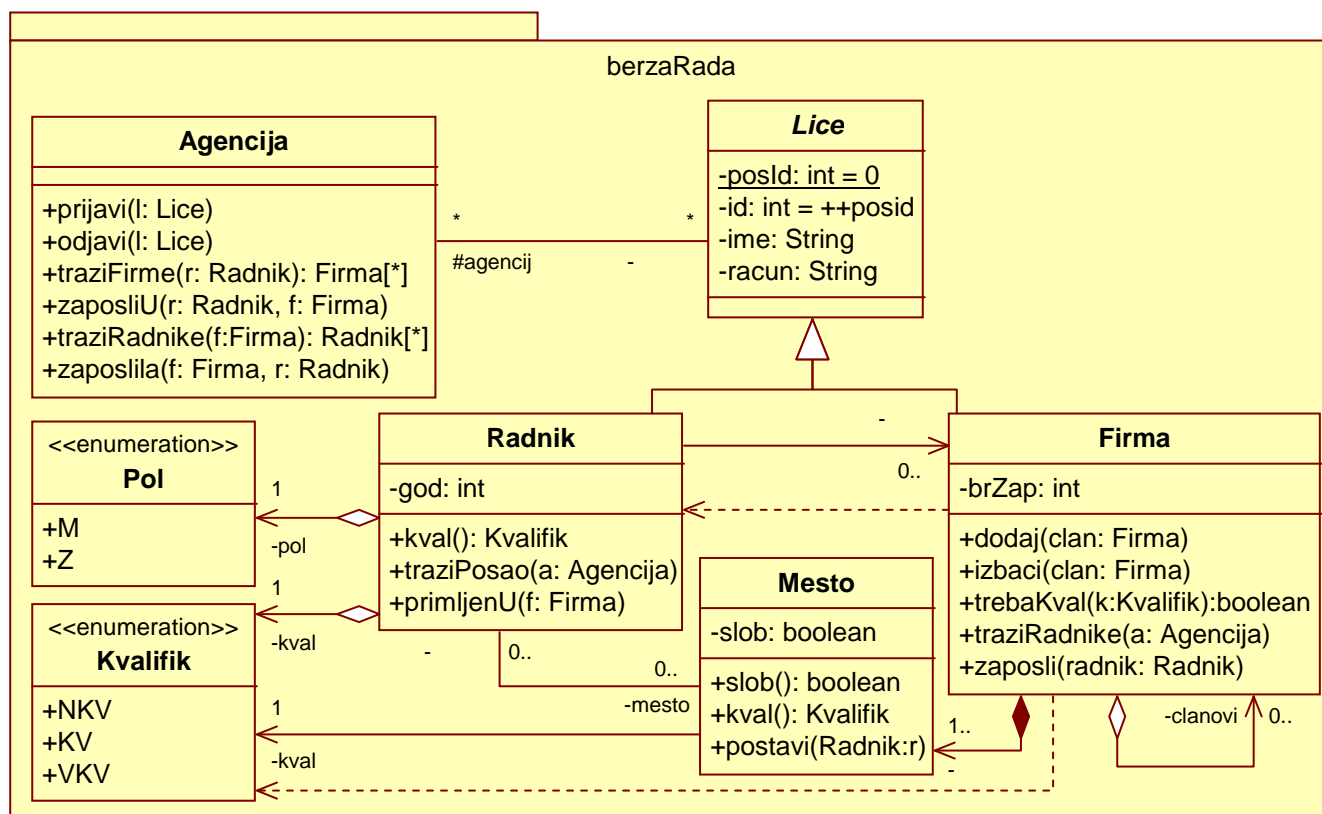 berzaRada
Agencija
+prijavi(l: Lice)
+odjavi(l: Lice)
+traziFirme(r: Radnik): Firma[*]
+zaposliU(r: Radnik, f: Firma)
+traziRadnike(f:Firma): Radnik[*]
+zaposlila(f: Firma, r: Radnik)
*
#agencij
*
-
Lice
-posId: int = 0
-id: int = ++posid
-ime: String
-racun: String
<<enumeration>>
Pol
+M
+Z
1
-pol
Radnik
-god: int
+kval(): Kvalifik
+traziPosao(a: Agencija)
+primljenU(f: Firma)
-
0..
Firma
-brZap: int
+dodaj(clan: Firma)
+izbaci(clan: Firma)
+trebaKval(k:Kvalifik):boolean
+traziRadnike(a: Agencija)
+zaposli(radnik: Radnik)
<<enumeration>>
Kvalifik
+NKV
+KV
+VKV
1
-kval
-
0..
0..
-mesto
1
-kval
Mesto
-slob: boolean
+slob(): boolean
+kval(): Kvalifik
+postavi(Radnik:r)
1..
-
-clanovi
0..